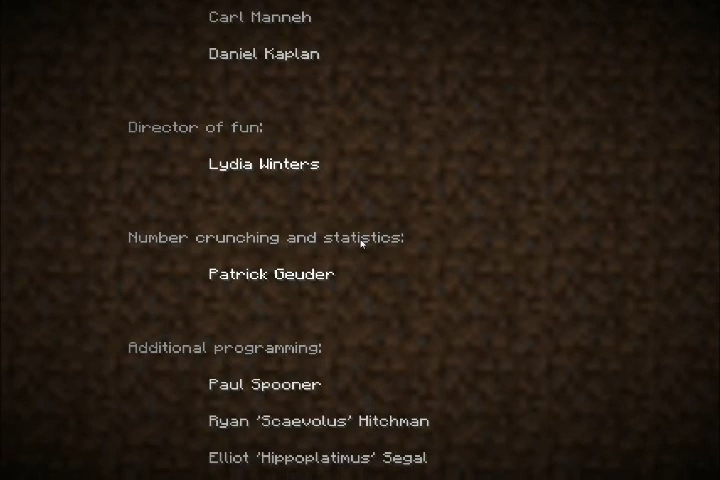 Carl Manneh
Daniel Kaplan
Director of fun:
Lydia Winters
Number crunching and statistics:
Patrick Geuder
Additional programming:
Paul Spooner
Ryan 'Scaevolus' Hitchman
Elliot 'Hippoplatimus' Segal